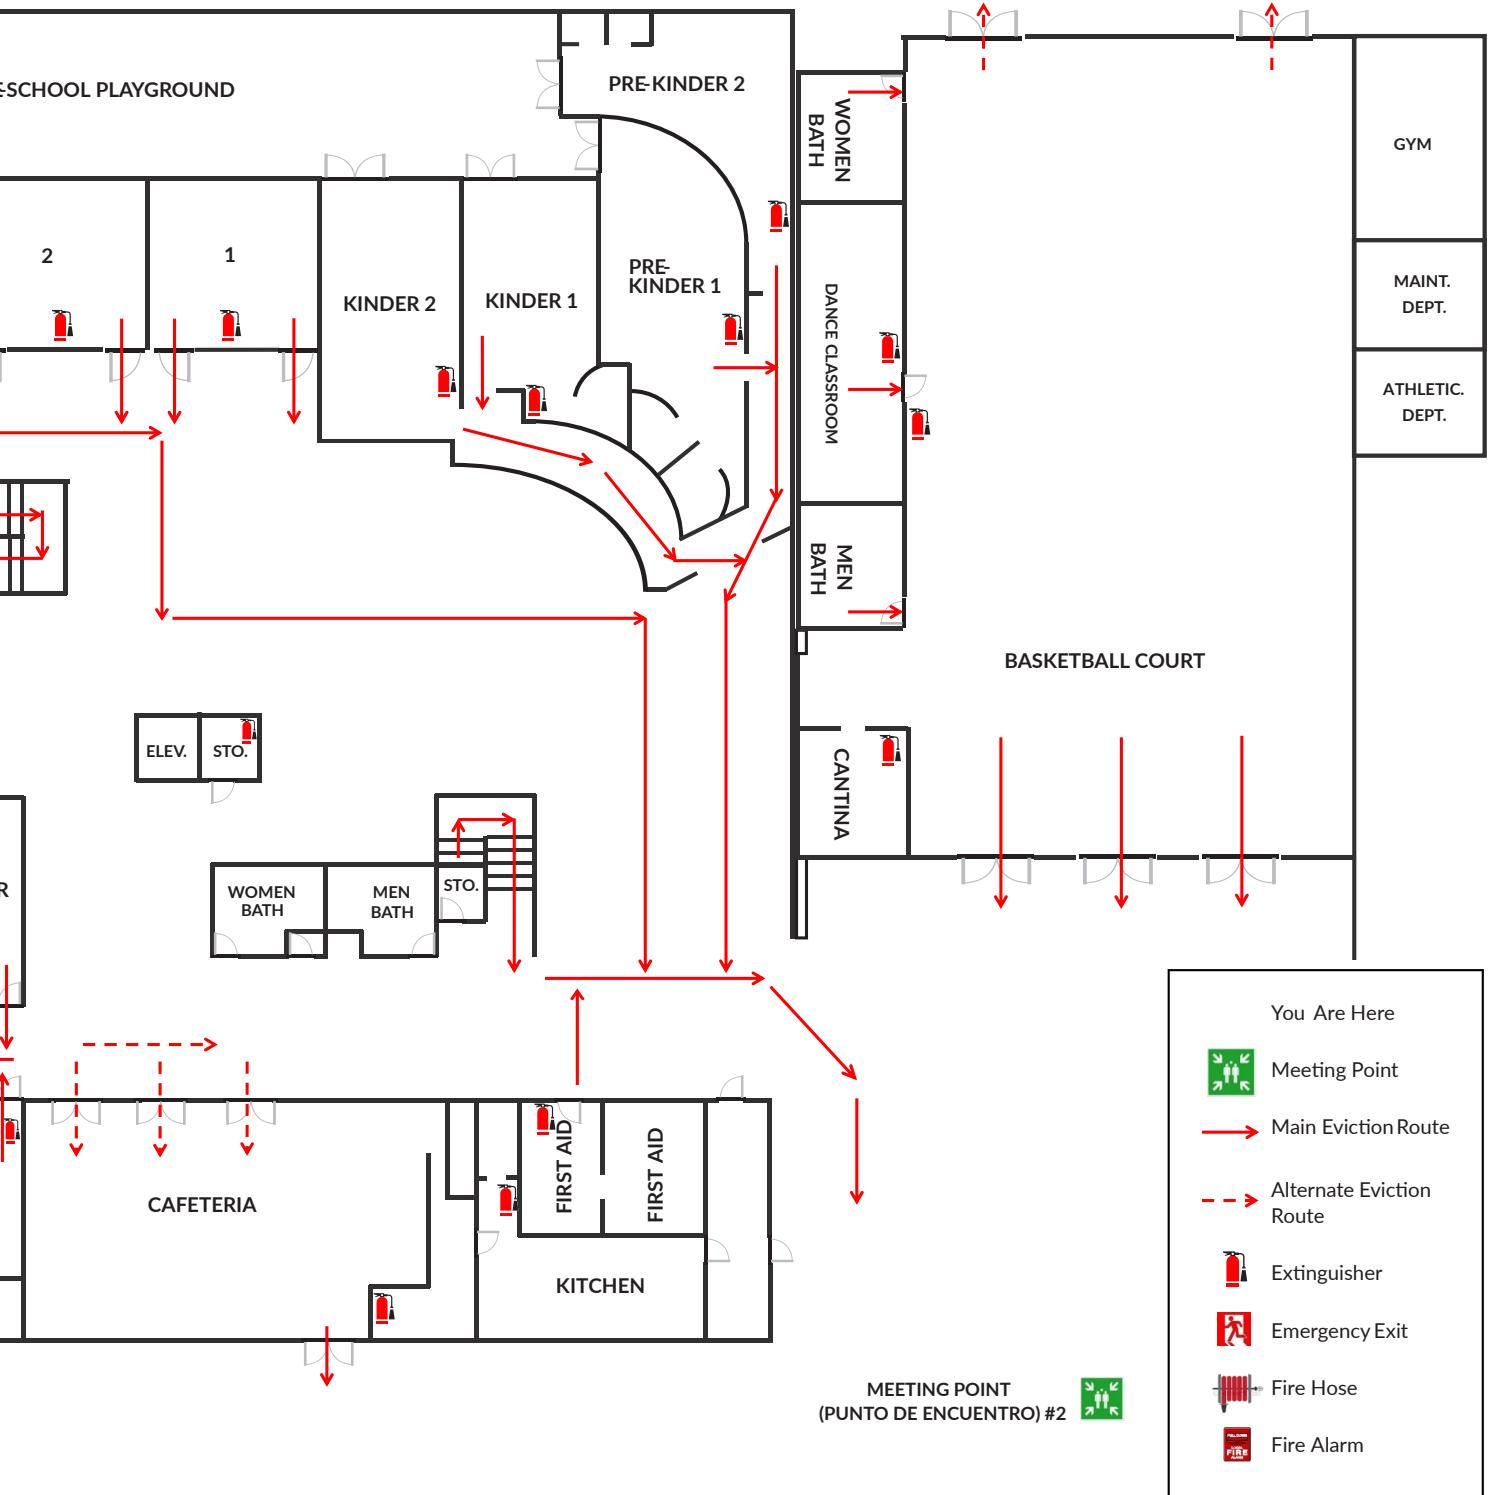 -SCHOOL PLAYGROUND
PRE-KINDER 2
WOMEN
BATH
GYM
2
1
KINDER 2
KINDER 1
PRE-
KINDER 1
DANCE CLASSROOM
MAINT.
DEPT.
ATHLETIC.
DEPT.
MEN
BATH
BASKETBALL COURT
ELEV.
STO.
CANTINA
R
WOMEN
BATH
MEN
BATH
STO.
CAFETERIA
FIRST AID
FIRST AID
KITCHEN
MEETING POINT
(PUNTO DE ENCUENTRO) #2
You Are Here
Meeting Point
Main Eviction Route
Alternate Eviction
Route
Extinguisher
Emergency Exit
Fire Hose
FIRE
Fire Alarm